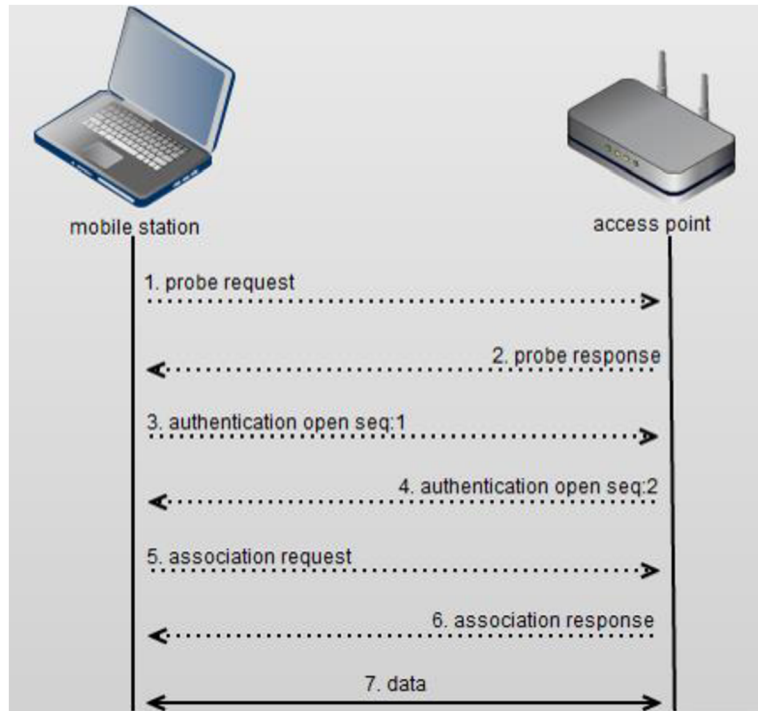 mobile station
access point
1. probe request
2. probe response
3. authentication open seq:1
4. authentication open seq:2
5. association request
6. association response
7. data